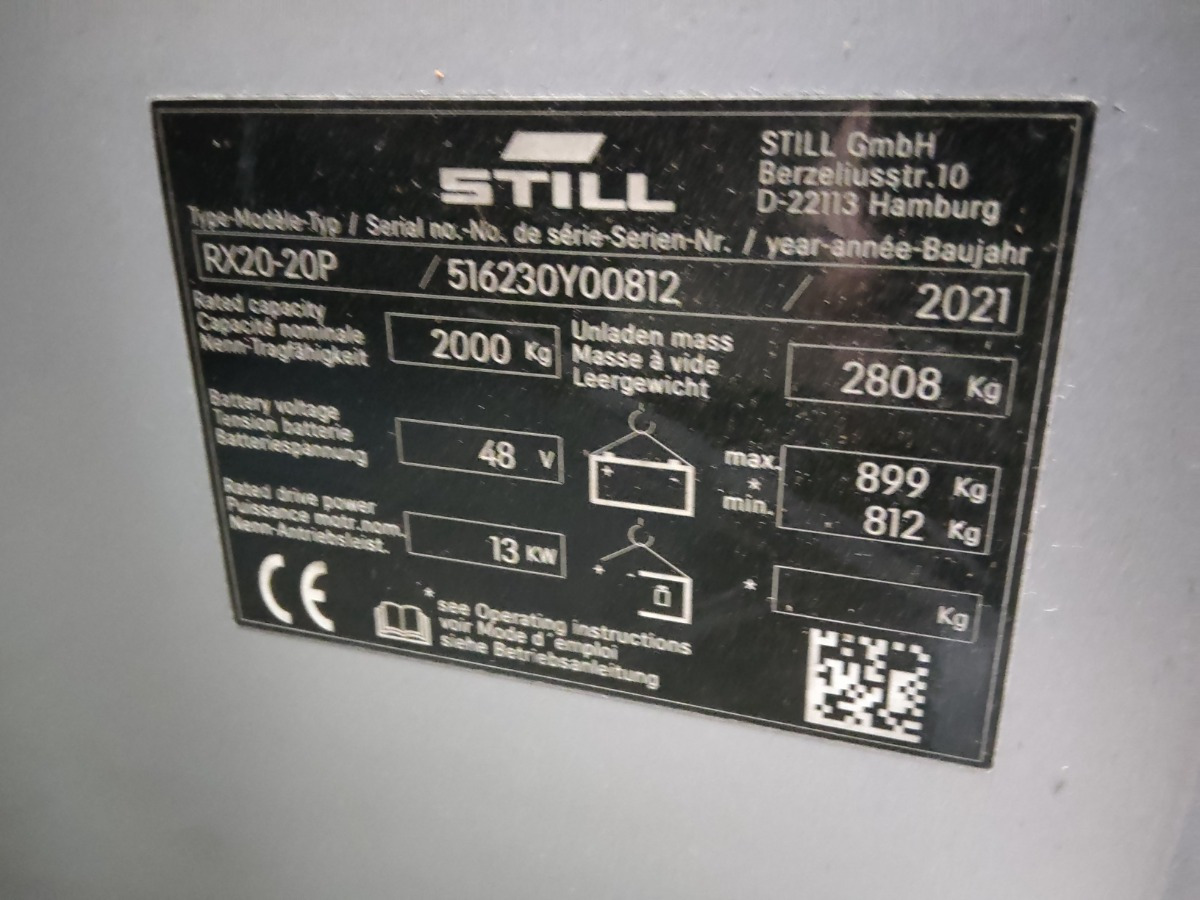 STILL
STILL GmbH
Berzeliusstr.10
D-22113 Hamburg
Type-Modèle-Typ / Serial no.-No. de série-Serien-Nr. / year-année-Baujahr
RX20-20P / 516230Y00812 / 2021
Rated capacity
Capacité nominale
Nenn-Tragfähigkeit
2000 Kg
Unladen mass
Masse à vide
Leergewicht
2808 Kg
Battery voltage
Tension batterie
Batteriespannung
48 V
max. 899 Kg
*
min. 812 Kg
Rated drive power
Puissance motr.nom.
Nenn-Antriebsleist.
13 KW
* Kg
CE
* see Operating instructions
voir Mode d´emploi
siehe Betriebsanleitung